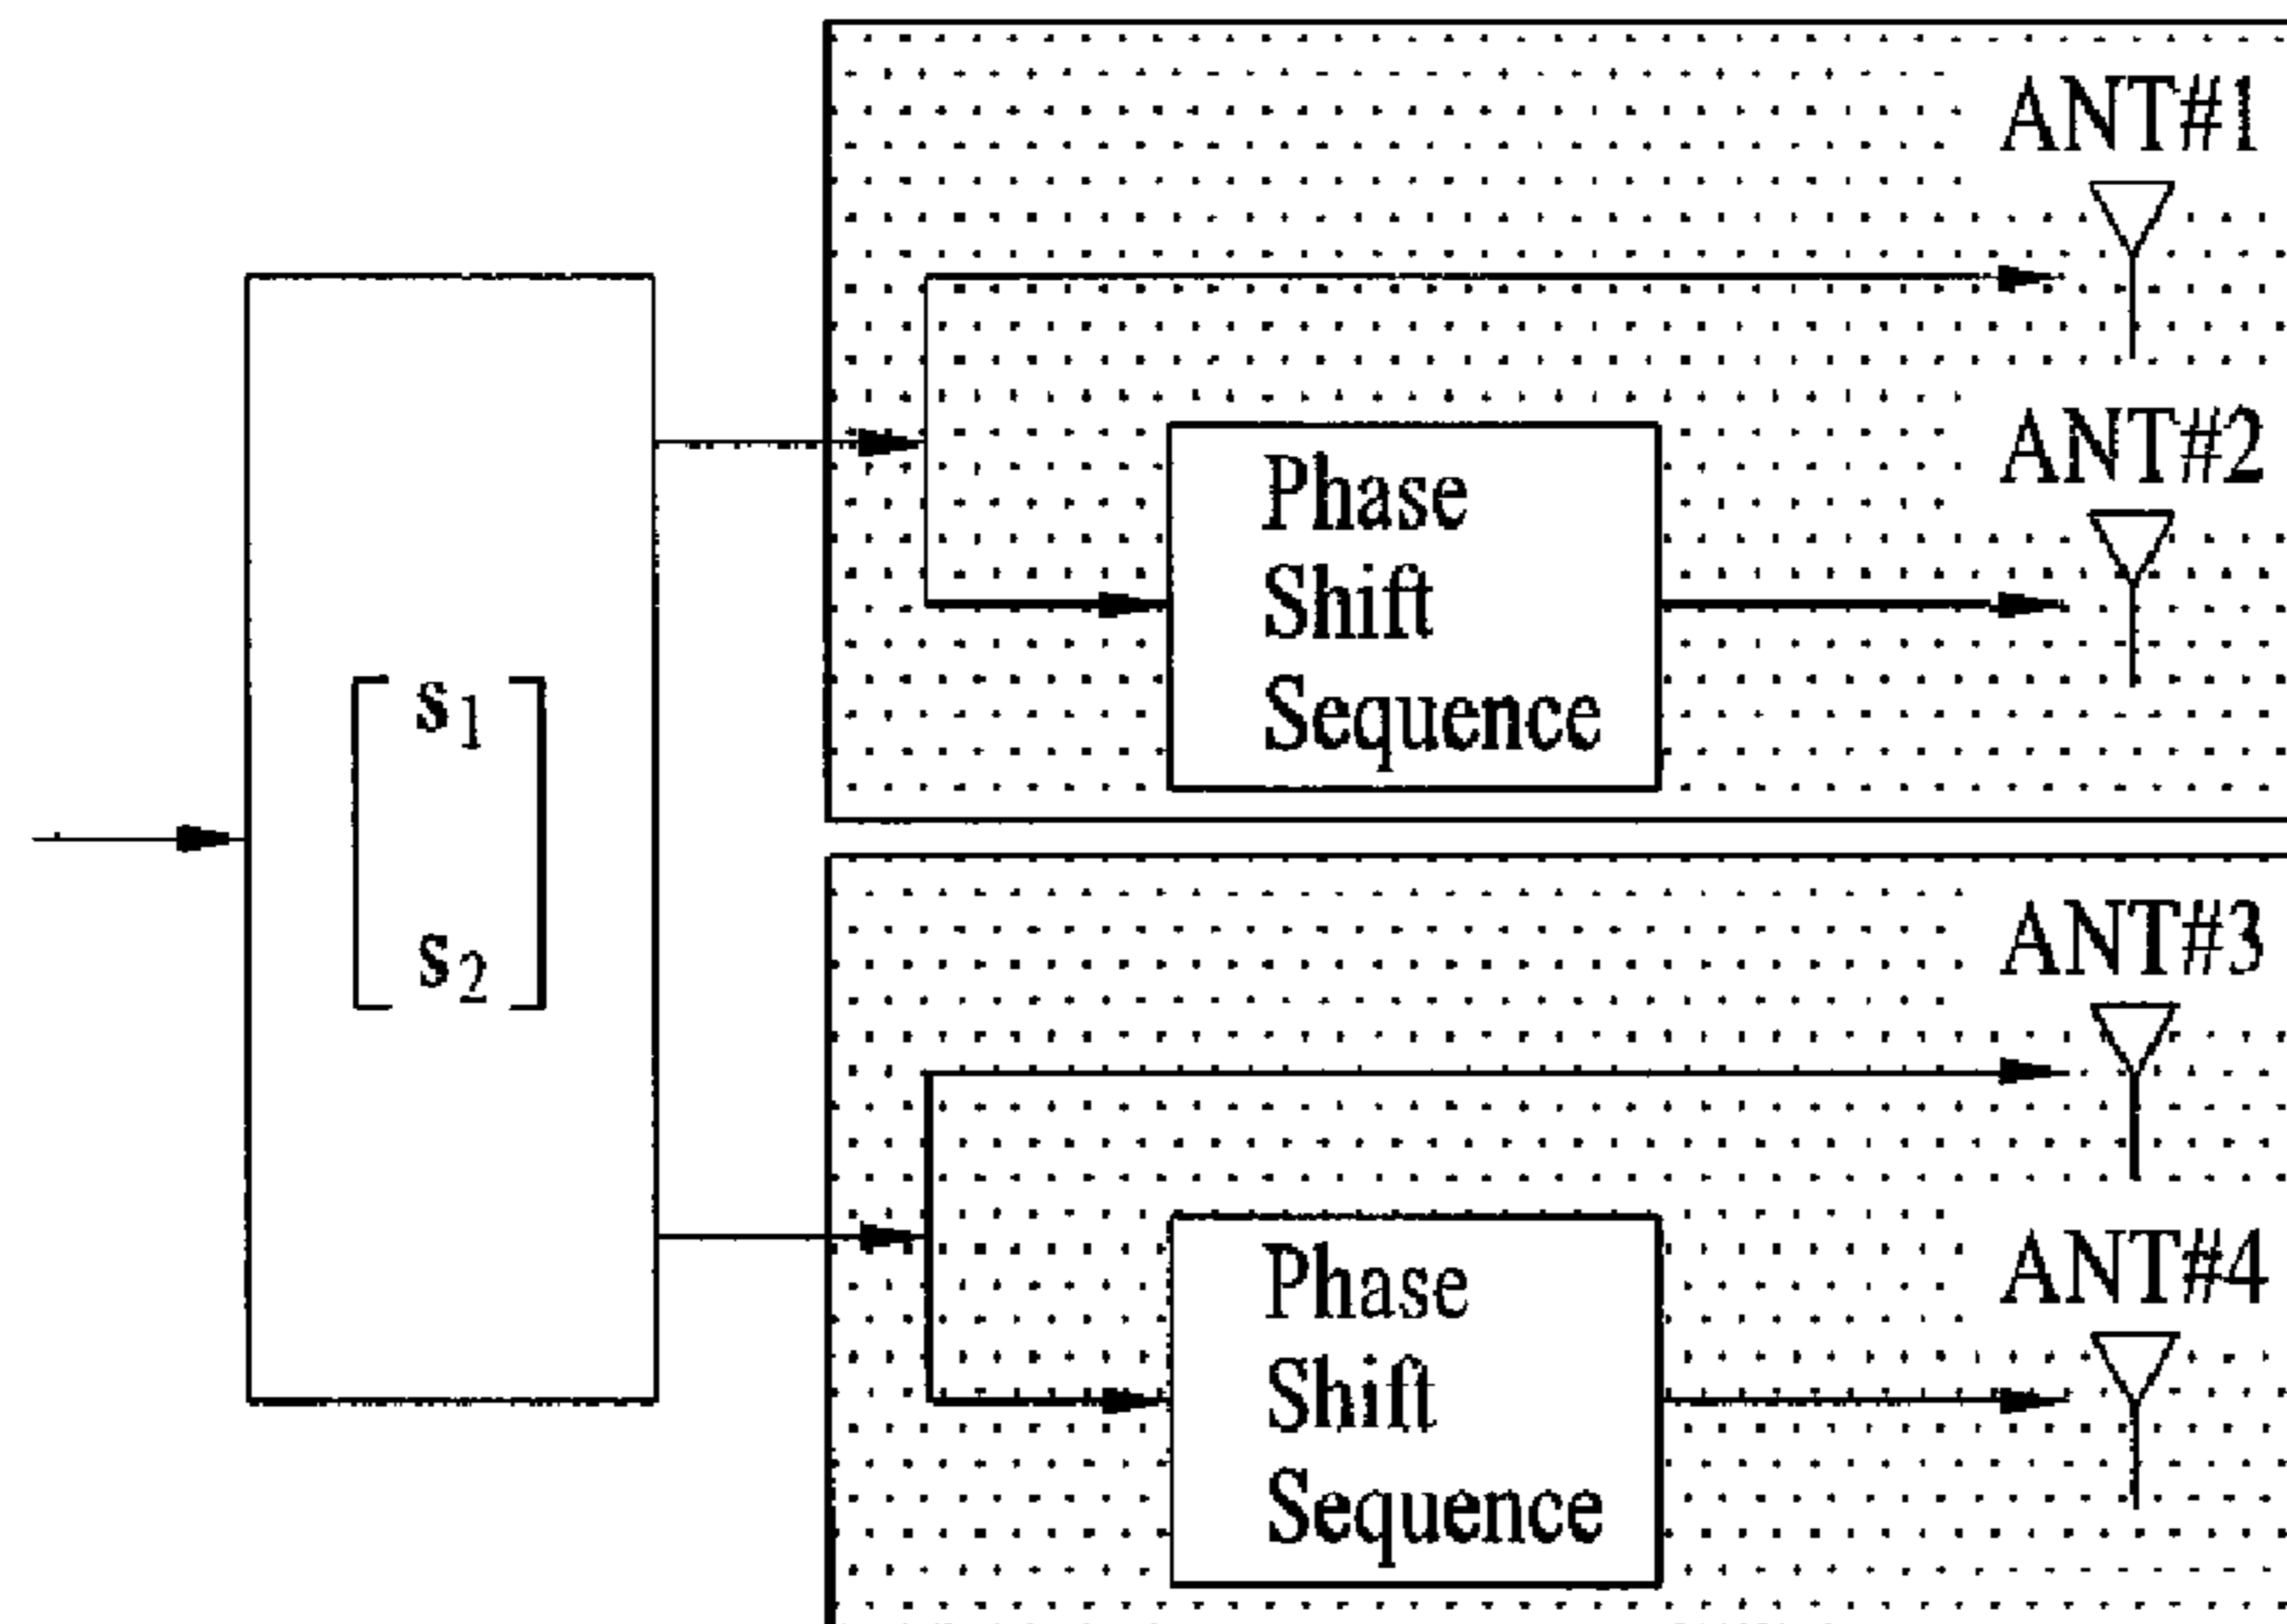 ANT#1
ANT#2
Phase
Shift
Sequence
s1
s2
ANT#3
ANT#4
Phase
Shift
Sequence